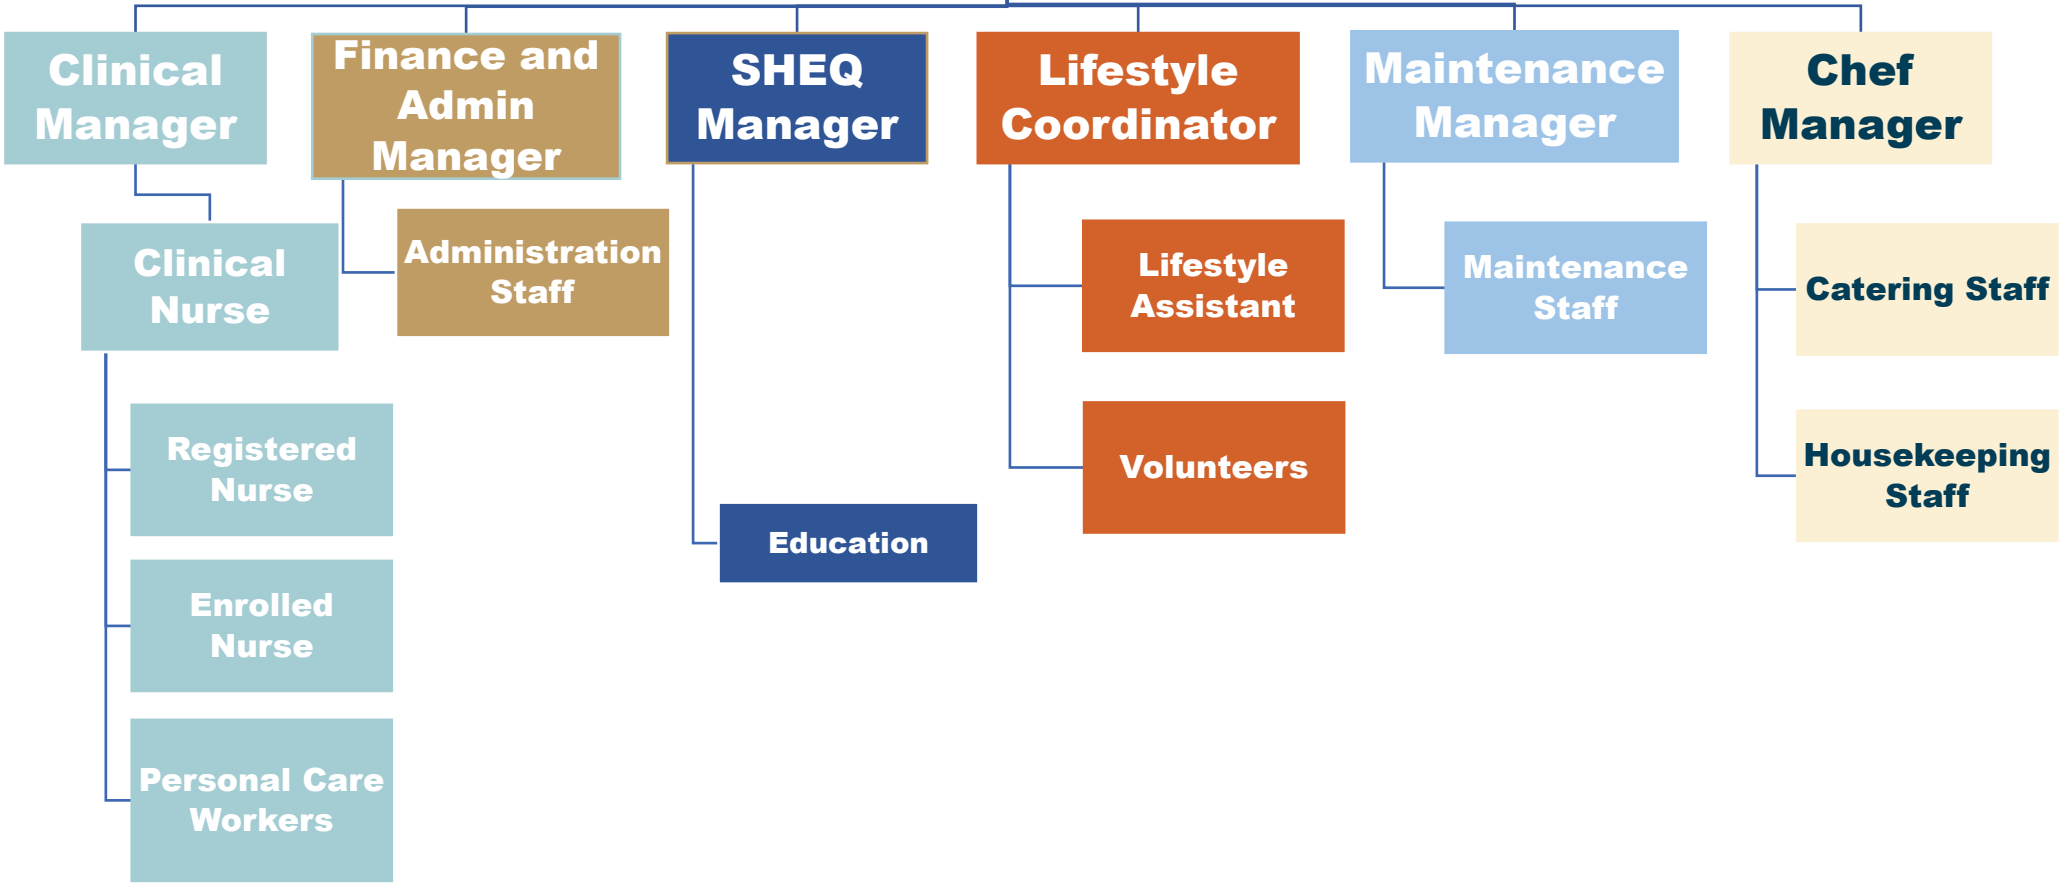 Clinical
Manager
Finance and
Admin
Manager
SHEQ
Manager
Lifestyle
Coordinator
Maintenance
Manager
Chef
Manager
Clinical
Nurse
Administration
Staff
Lifestyle
Assistant
Maintenance
Staff
Catering Staff
Registered
Nurse
Volunteers
Housekeeping
Staff
Education
Enrolled
Nurse
Personal Care
Workers